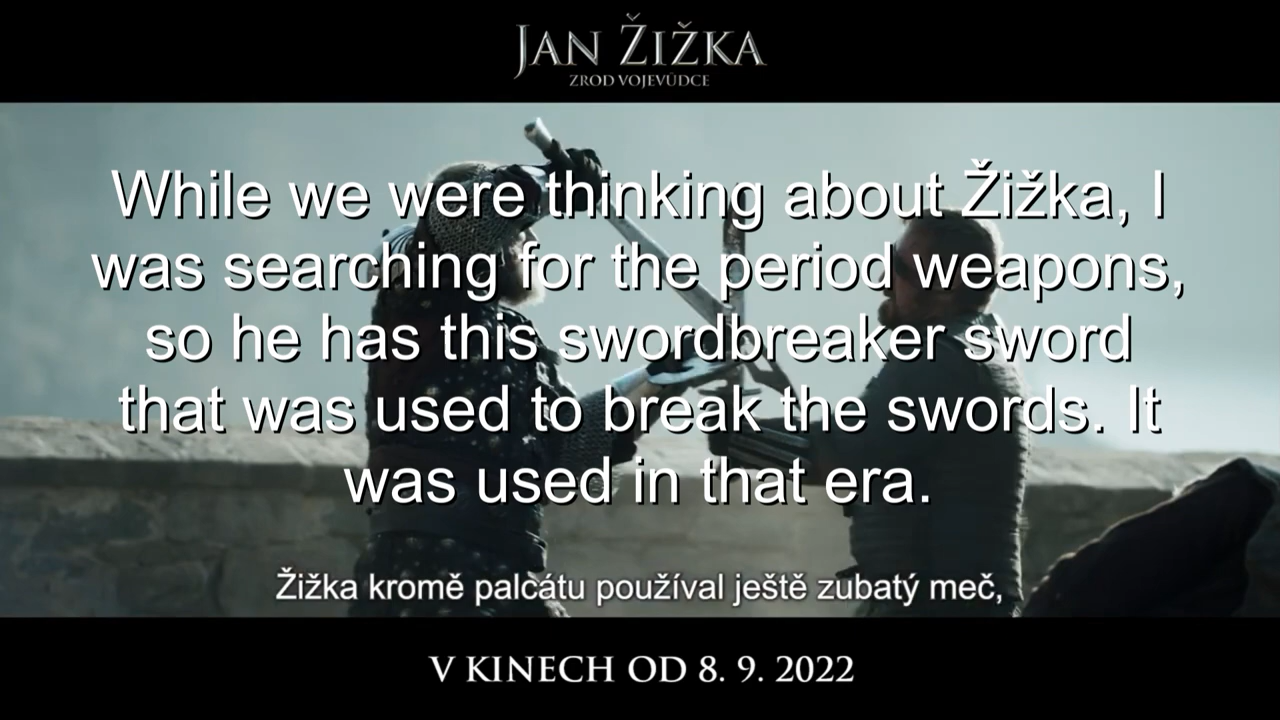 JAN ŽIŽKA
ZROD VOJEVŮDCE
While we were thinking about Žižka, I
was searching for the period weapons,
so he has this swordbreaker sword
that was used to break the swords. It
was used in that era.
Žižka kromě palcátu používal ještě zubatý meč,
V KINECH OD 8. 9. 2022